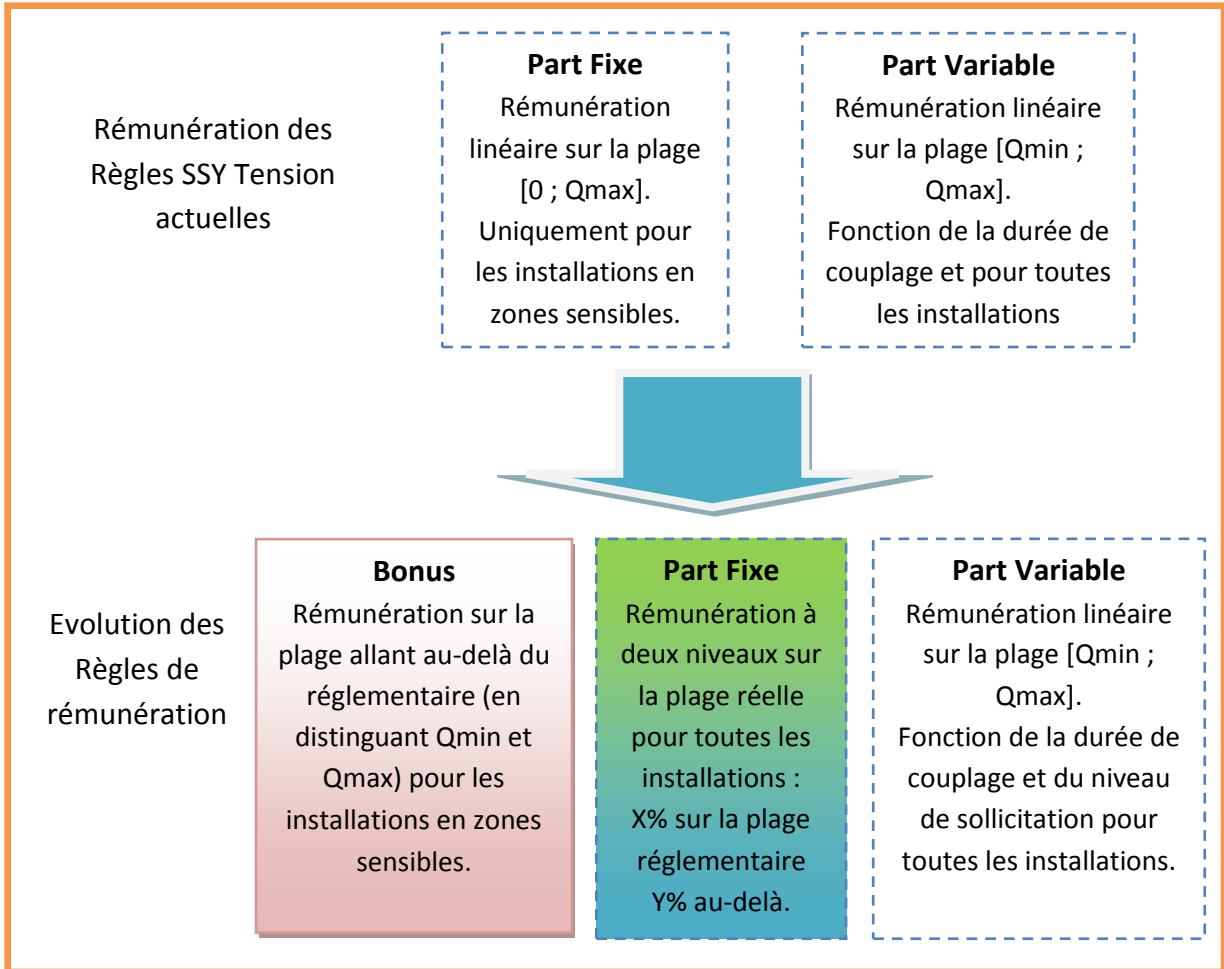 Rémunération des
Règles SSY Tension
actuelles
Part Fixe
Rémunération
linéaire sur la plage
[0 ; Qmax].
Uniquement pour
les installations en
zones sensibles.
Part Variable
Rémunération linéaire
sur la plage [Qmin ;
Qmax].
Fonction de la durée de
couplage et pour toutes
les installations
Evolution des
Règles de
rémunération
Bonus
Rémunération sur la
plage allant au-delà du
réglementaire (en
distinguant Qmin et
Qmax) pour les
installations en zones
sensibles.
Part Fixe
Rémunération à
deux niveaux sur
la plage réelle
pour toutes les
installations :
X% sur la plage
réglementaire
Y% au-delà.
Part Variable
Rémunération linéaire
sur la plage [Qmin ;
Qmax].
Fonction de la durée de
couplage et du niveau
de sollicitation pour
toutes les installations.